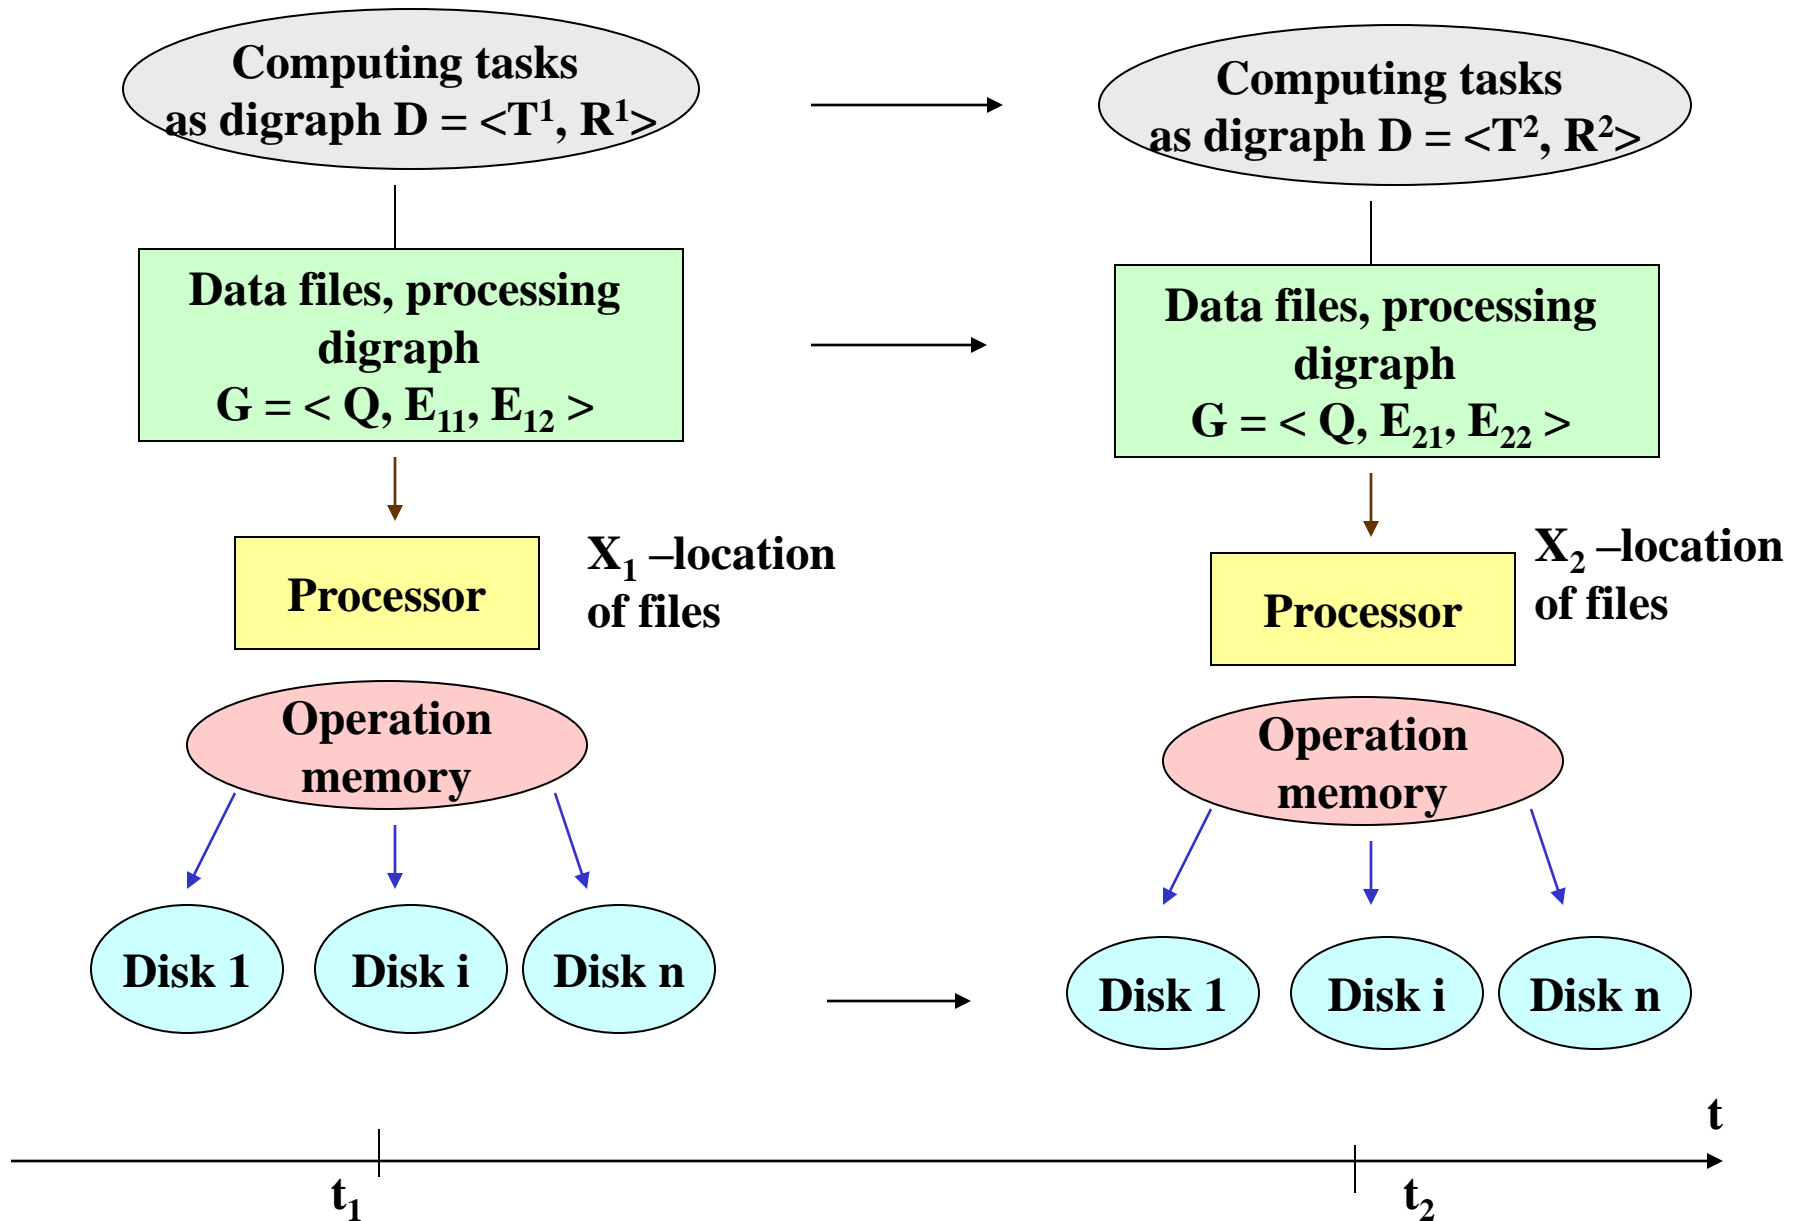 Computing tasks
as digraph D = <T¹, R¹>
Data files, processing
digraph
G = < Q, E₁₁, E₁₂ >
Processor
X₁ –location
of files
Operation
memory
Disk 1
Disk i
Disk n
Computing tasks
as digraph D = <T², R²>
Data files, processing
digraph
G = < Q, E₂₁, E₂₂ >
Processor
X₂ –location
of files
Operation
memory
Disk 1
Disk i
Disk n
t
t₁
t₂